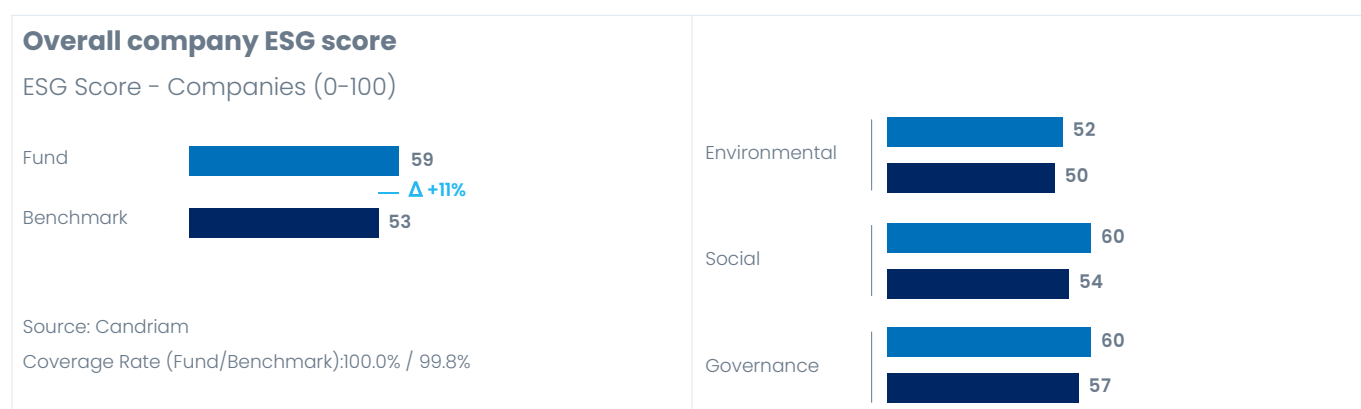 Overall company ESG score
ESG Score - Companies (0-100)
Fund
59
Δ +11%
Benchmark
53
Source: Candriam
Coverage Rate (Fund/Benchmark):100.0% / 99.8%
Environmental
52
50
Social
60
54
Governance
60
57